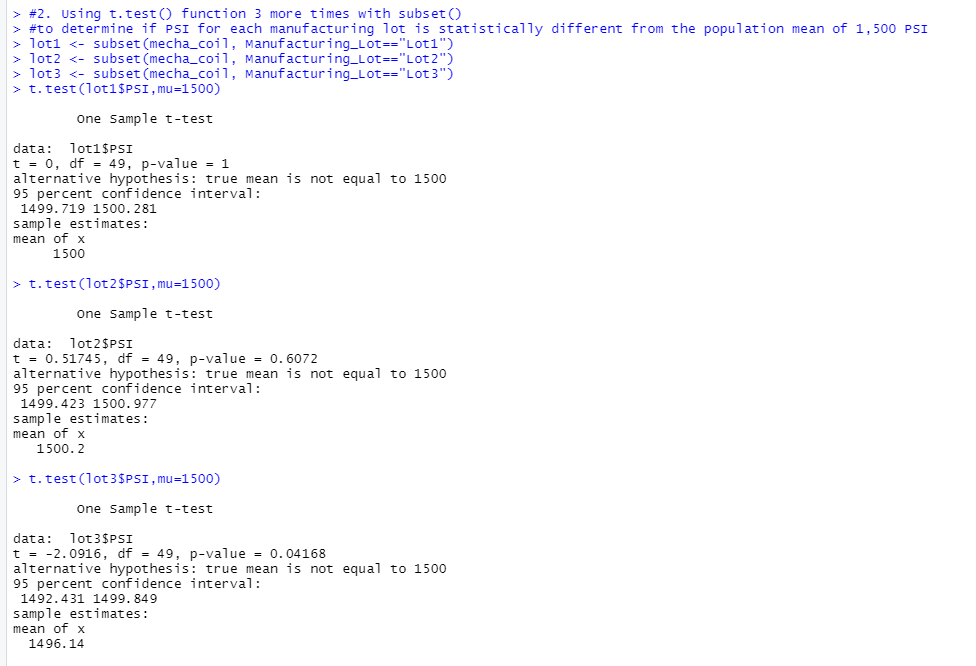 > #2. Using t.test() function 3 more times with subset()
> #to determine if PSI for each manufacturing lot is statistically different from the population mean of 1,500 PSI
> lot1 <- subset(mecha_coil, Manufacturing_Lot=="Lot1")
> lot2 <- subset(mecha_coil, Manufacturing_Lot=="Lot2")
> lot3 <- subset(mecha_coil, Manufacturing_Lot=="Lot3")
> t.test(lot1$PSI,mu=1500)
One Sample t-test
data:  lot1$PSI
t = 0, df = 49, p-value = 1
alternative hypothesis: true mean is not equal to 1500
95 percent confidence interval:
1499.719 1500.281
sample estimates:
mean of x
1500
> t.test(lot2$PSI,mu=1500)
One Sample t-test
data:  lot2$PSI
t = 0.51745, df = 49, p-value = 0.6072
alternative hypothesis: true mean is not equal to 1500
95 percent confidence interval:
1499.423 1500.977
sample estimates:
mean of x
1500.2
> t.test(lot3$PSI,mu=1500)
One Sample t-test
data:  lot3$PSI
t = -2.0916, df = 49, p-value = 0.04168
alternative hypothesis: true mean is not equal to 1500
95 percent confidence interval:
1492.431 1499.849
sample estimates:
mean of x
1496.14